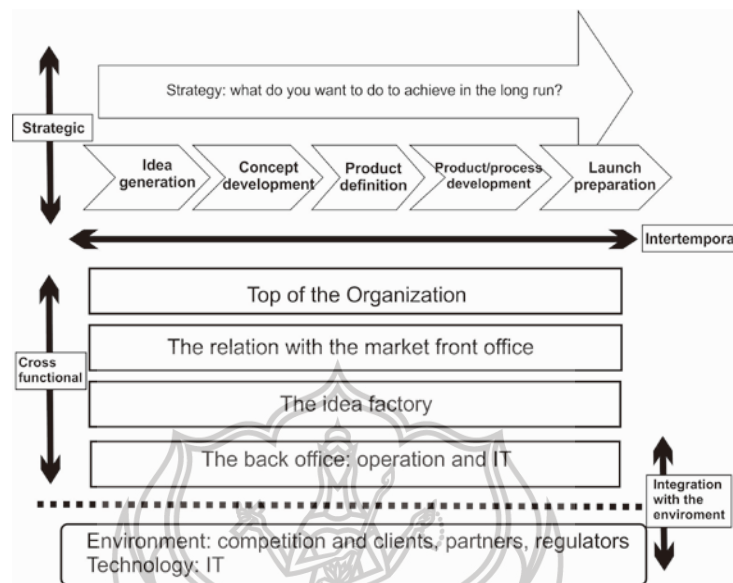 Strategy: what do you want to do to achieve in the long run?
Strategic
Idea
generation
Concept
development
Product
definition
Product/process
development
Launch
preparation
Intertempora
Top of the Organization
The relation with the market front office
Cross
functional
The idea factory
The back office: operation and IT
Integration
with the
enviroment
Environment: competition and clients, partners, regulators
Technology: IT